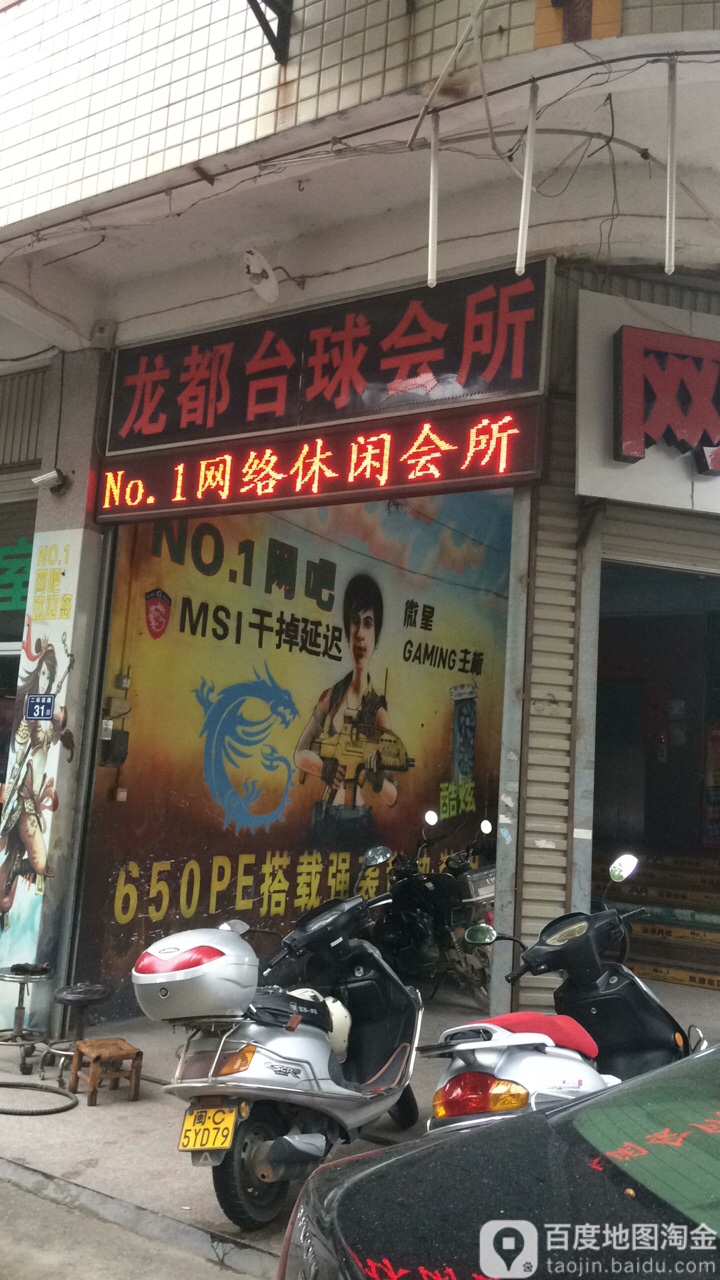 龙都台球会所
No.1网络休闲会所
网
NO.1网吧
MSI干掉延迟
微星
GAMING主板
酷炫
650PE搭载强
NO.1
网吧
31
闽·C
5YD79
百度地图淘金
taojin.baidu.com